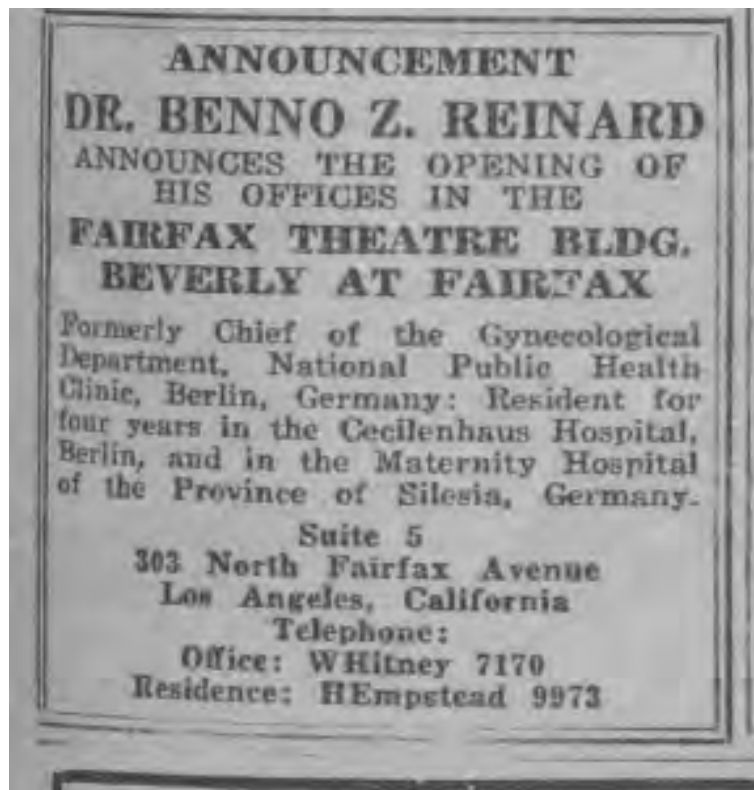 ANNOUNCEMENT
DR. BENNO Z. REINARD
ANNOUNCES THE OPENING OF
HIS OFFICES IN THE
FAIRFAX THEATRE BLDG.
BEVERLY AT FAIRFAX
Formerly Chief of the Gynecological
Department, National Public Health
Clinic, Berlin, Germany: Resident for
four years in the Cecilenhaus Hospital,
Berlin, and in the Maternity Hospital
of the Province of Silesia, Germany.
Suite 5
303 North Fairfax Avenue
Los Angeles, California
Telephone:
Office: WHitney 7170
Residence: HEmpstead 9973